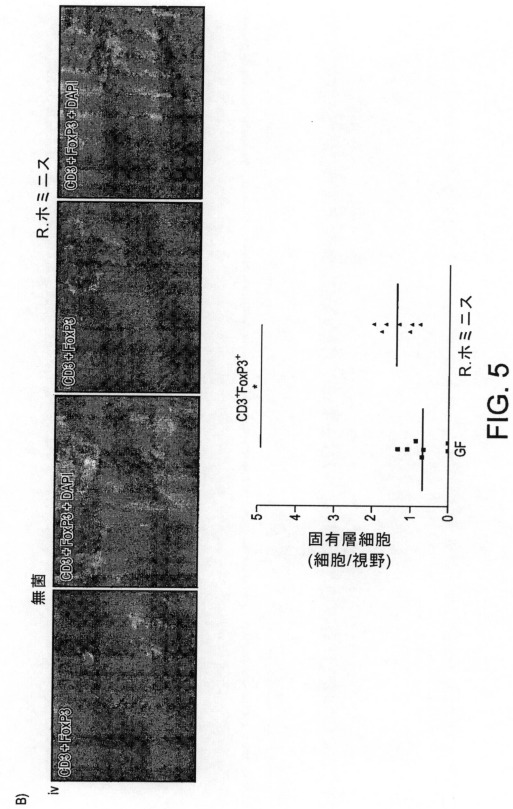 B)
iv
無菌
R.ホミニス
CD3 + FoxP3
CD3 + FoxP3 + DAPI
CD3 + FoxP3
CD3 + FoxP3 + DAPI
CD3⁺FoxP3⁺
*
5
4
3
2
1
0
固有層細胞
(細胞/視野)
GF
R.ホミニス
FIG. 5